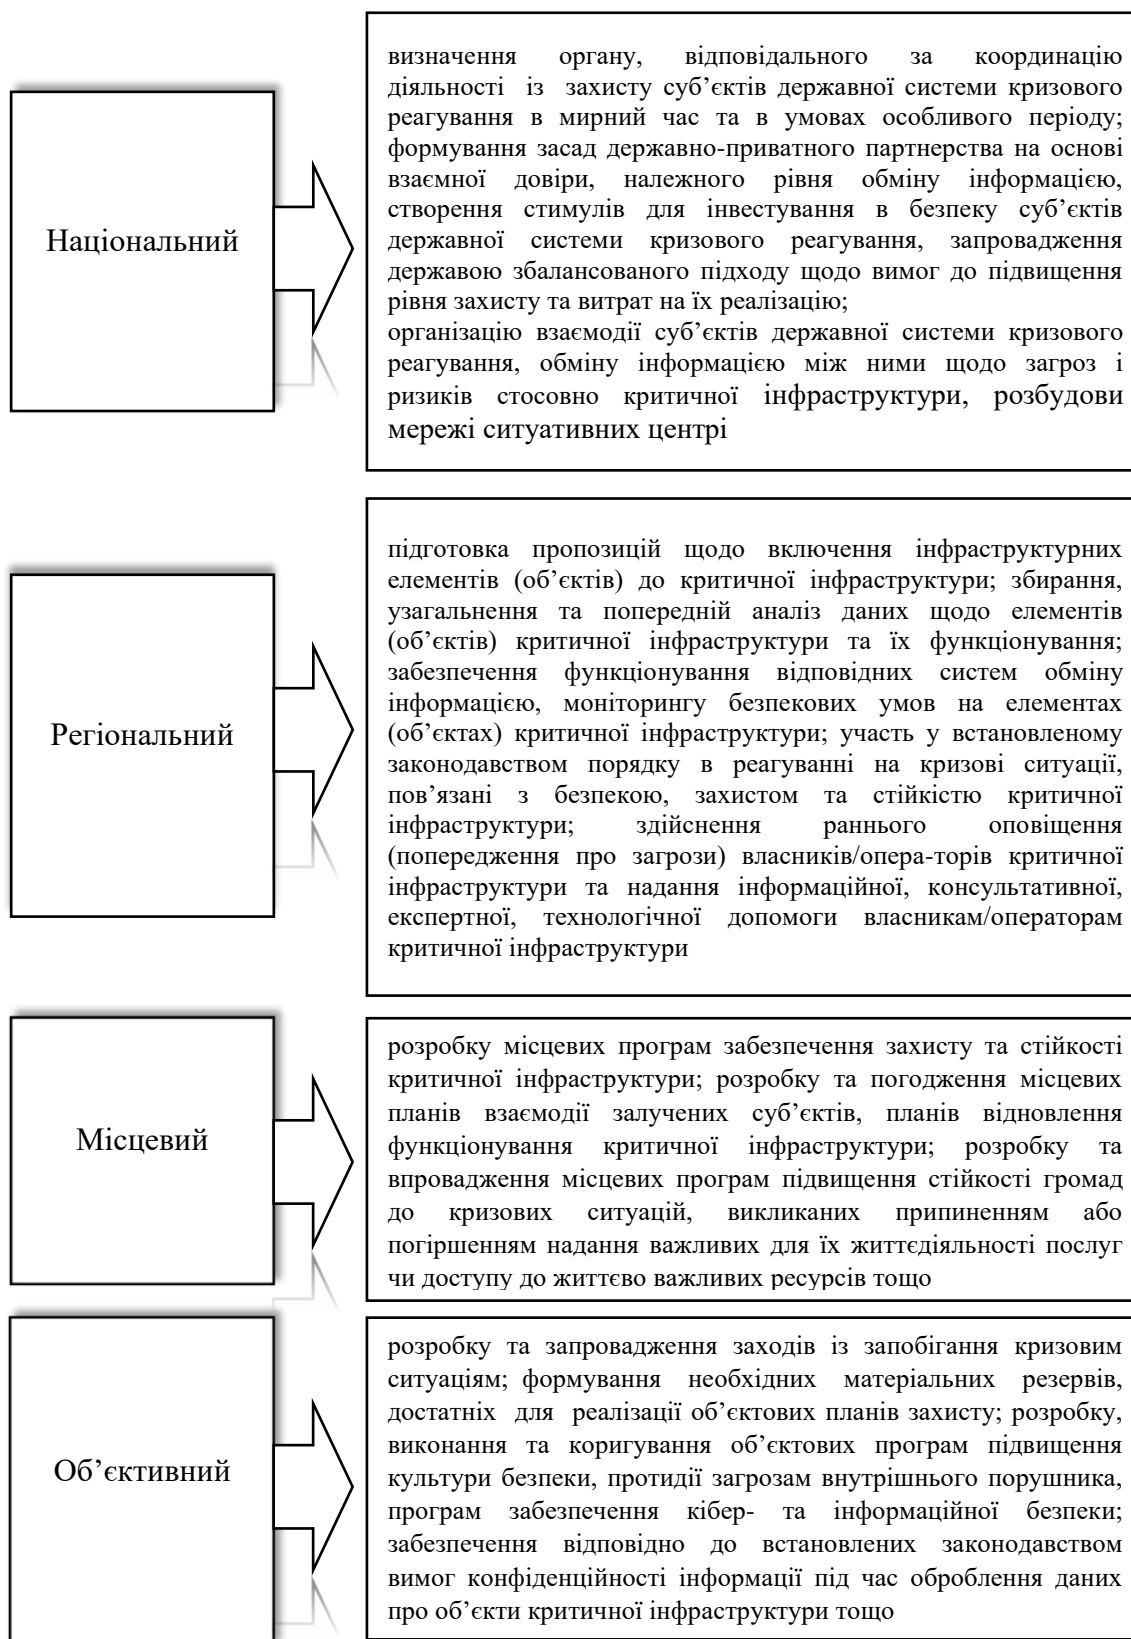 Національний
визначення органу, відповідального за координацію
діяльності із захисту суб’єктів державної системи кризового
реагування в мирний час та в умовах особливого періоду;
формування засад державно-приватного партнерства на основі
взаємної довіри, належного рівня обміну інформацією,
створення стимулів для інвестування в безпеку суб’єктів
державної системи кризового реагування, запровадження
державою збалансованого підходу щодо вимог до підвищення
рівня захисту та витрат на їх реалізацію;
організацію взаємодії суб’єктів державної системи кризового
реагування, обміну інформацією між ними щодо загроз і
ризиків стосовно критичної інфраструктури, розбудови
мережі ситуативних центрі
Регіональний
підготовка пропозицій щодо включення інфраструктурних
елементів (об’єктів) до критичної інфраструктури; збирання,
узагальнення та попередній аналіз даних щодо елементів
(об’єктів) критичної інфраструктури та їх функціонування;
забезпечення функціонування відповідних систем обміну
інформацією, моніторингу безпекових умов на елементах
(об’єктах) критичної інфраструктури; участь у встановленому
законодавством порядку в реагуванні на кризові ситуації,
пов’язані з безпекою, захистом та стійкістю критичної
інфраструктури; здійснення раннього оповіщення
(попередження про загрози) власників/опера-торів критичної
інфраструктури та надання інформаційної, консультативної,
експертної, технологічної допомоги власникам/операторам
критичної інфраструктури
Місцевий
розробку місцевих програм забезпечення захисту та стійкості
критичної інфраструктури; розробку та погодження місцевих
планів взаємодії залучених суб’єктів, планів відновлення
функціонування критичної інфраструктури; розробку та
впровадження місцевих програм підвищення стійкості громад
до кризових ситуацій, викликаних припиненням або
погіршенням надання важливих для їх життєдіяльності послуг
чи доступу до життєво важливих ресурсів тощо
Об’єктивний
розробку та запровадження заходів із запобігання кризовим
ситуаціям; формування необхідних матеріальних резервів,
достатніх для реалізації об’єктових планів захисту; розробку,
виконання та коригування об’єктових програм підвищення
культури безпеки, протидії загрозам внутрішнього порушника,
програм забезпечення кібер- та інформаційної безпеки;
забезпечення відповідно до встановлених законодавством
вимог конфіденційності інформації під час оброблення даних
про об’єкти критичної інфраструктури тощо